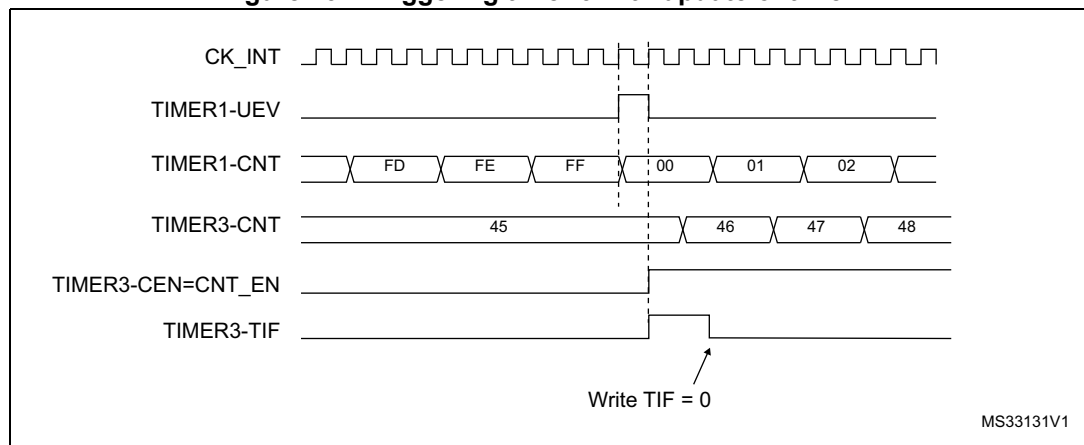 CK_INT
TIMER1-UEV
TIMER1-CNT FD FE FF 00 01 02
TIMER3-CNT 45 46 47 48
TIMER3-CEN=CNT_EN
TIMER3-TIF
Write TIF = 0
MS33131V1